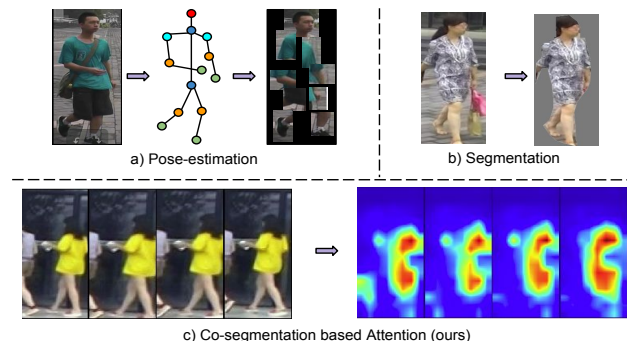 a) Pose-estimation
b) Segmentation
c) Co-segmentation based Attention (ours)